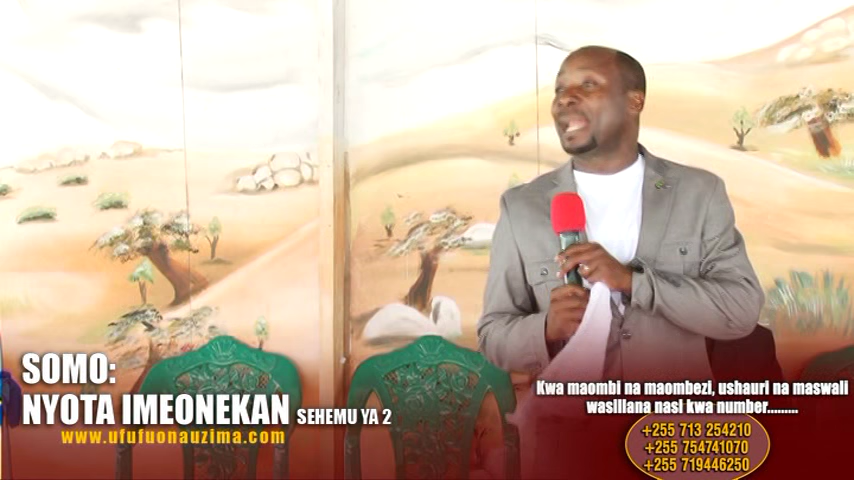 SOMO:
NYOTA IMEONEKAN SEHEMU YA 2
www.ufufuonauzima.com
Kwa maombi na maombezi, ushauri na maswali
wasiliana nasi kwa number.........
+255 713 254210
+255 754741070
+255 719446250